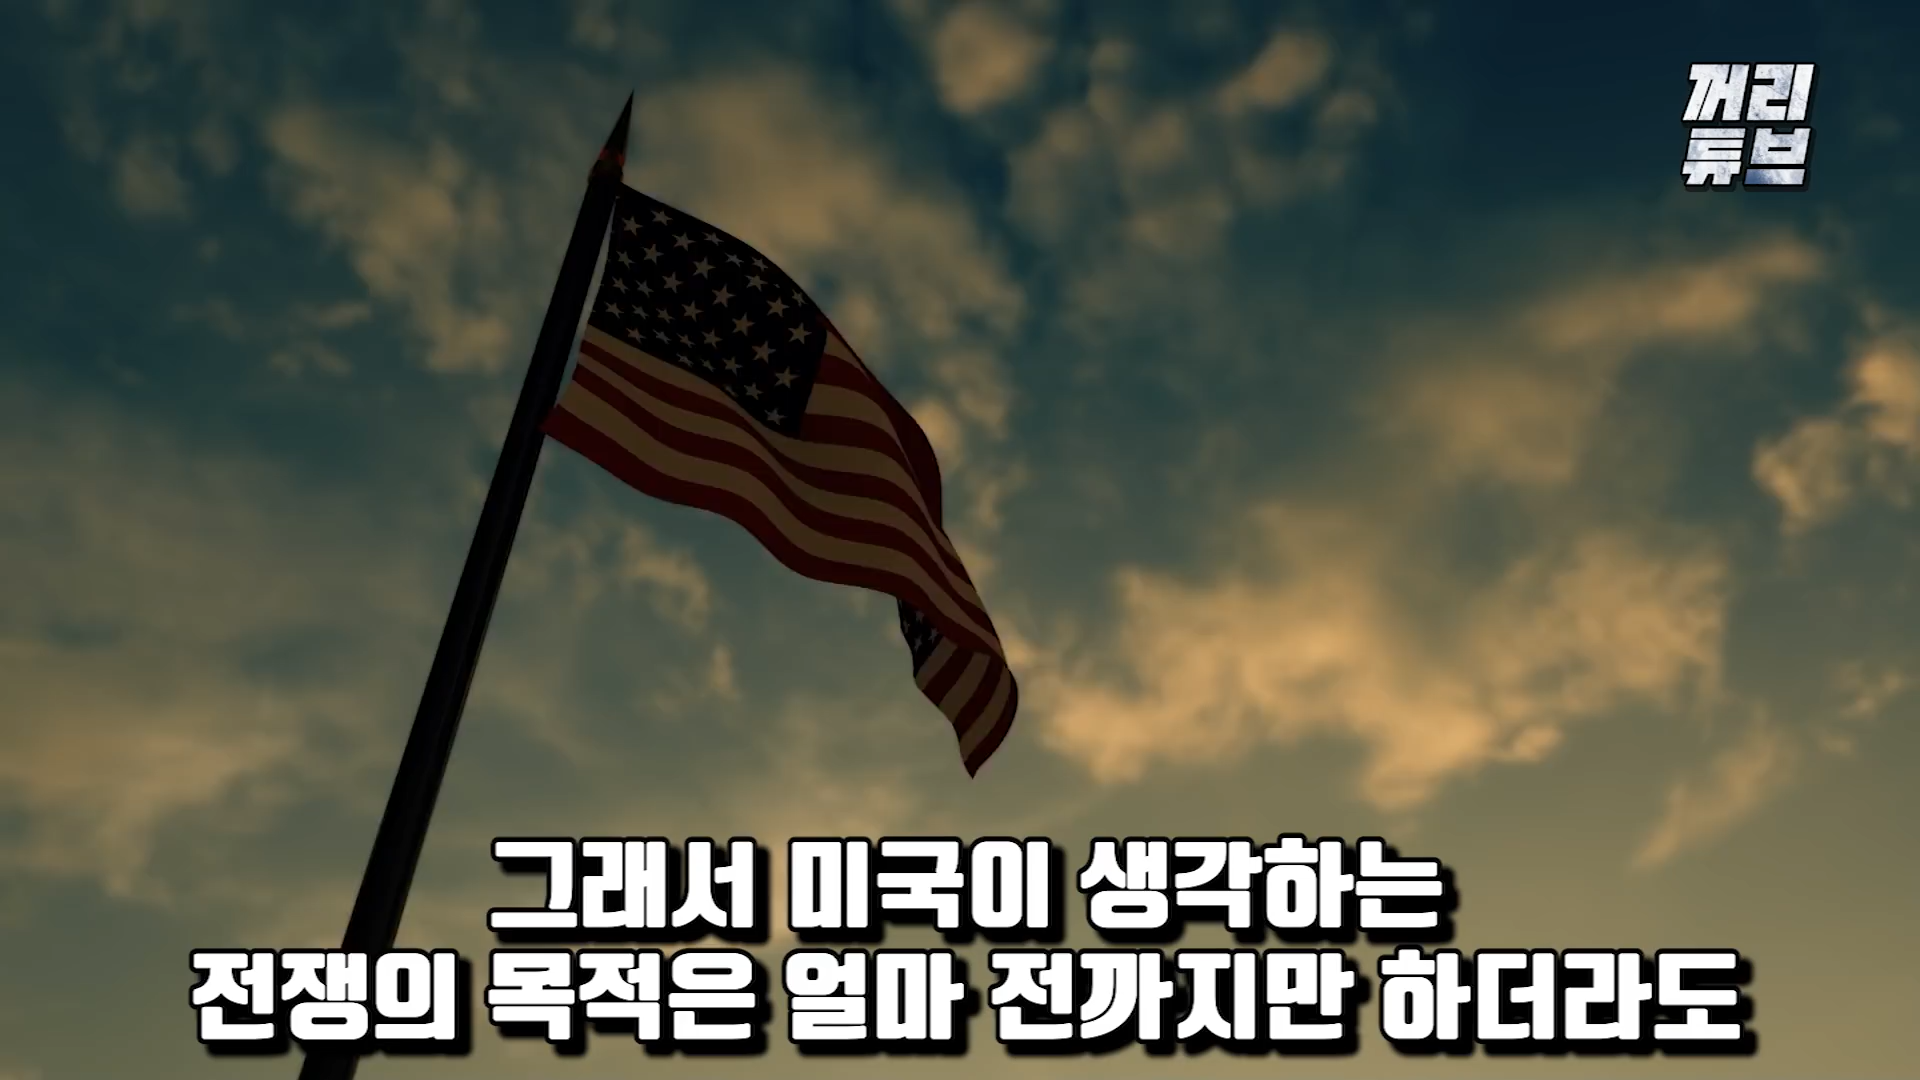 꺼리
튜브
그래서 미국이 생각하는
전쟁의 목적은 얼마 전까지만 하더라도